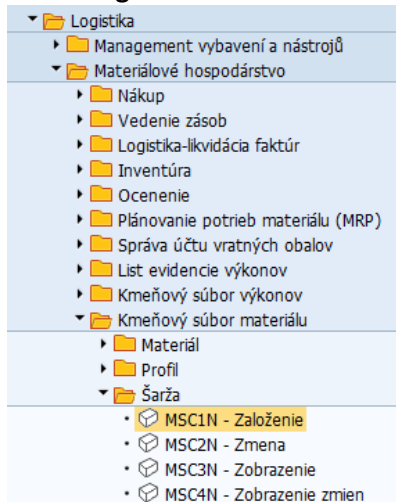 Logistika
Management vybavení a nástrojů
Materiálové hospodárstvo
Nákup
Vedenie zásob
Logistika-likvidácia faktúr
Inventúra
Ocenenie
Plánovanie potrieb materiálu (MRP)
Správa účtu vratných obalov
List evidencie výkonov
Kmeňový súbor výkonov
Kmeňový súbor materiálu
Materiál
Profil
Šarža
MSC1N - Založenie
MSC2N - Zmena
MSC3N - Zobrazenie
MSC4N - Zobrazenie zmien